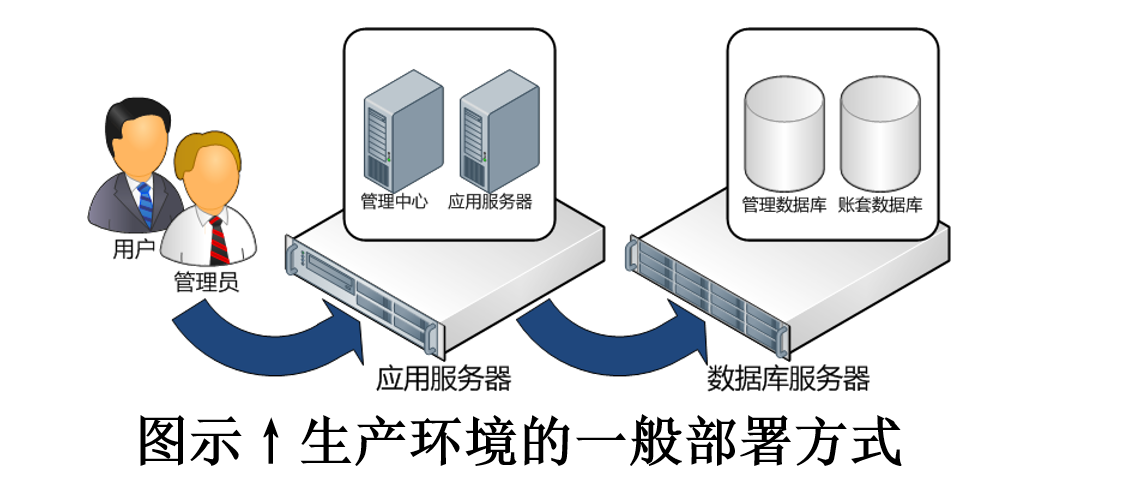 管理中心 应用服务器
管理数据库 账套数据库
用户
管理员
应用服务器
数据库服务器
图示↑生产环境的一般部署方式